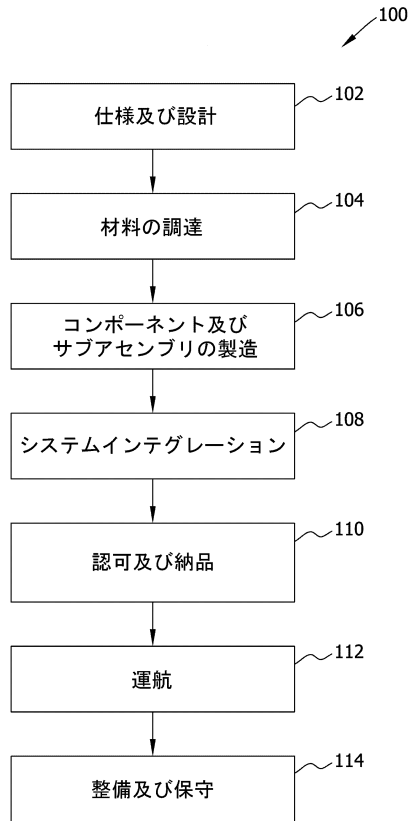 100
仕様及び設計
102
材料の調達
104
コンポーネント及び
サブアセンブリの製造
106
システムインテグレーション
108
認可及び納品
110
運航
112
整備及び保守
114